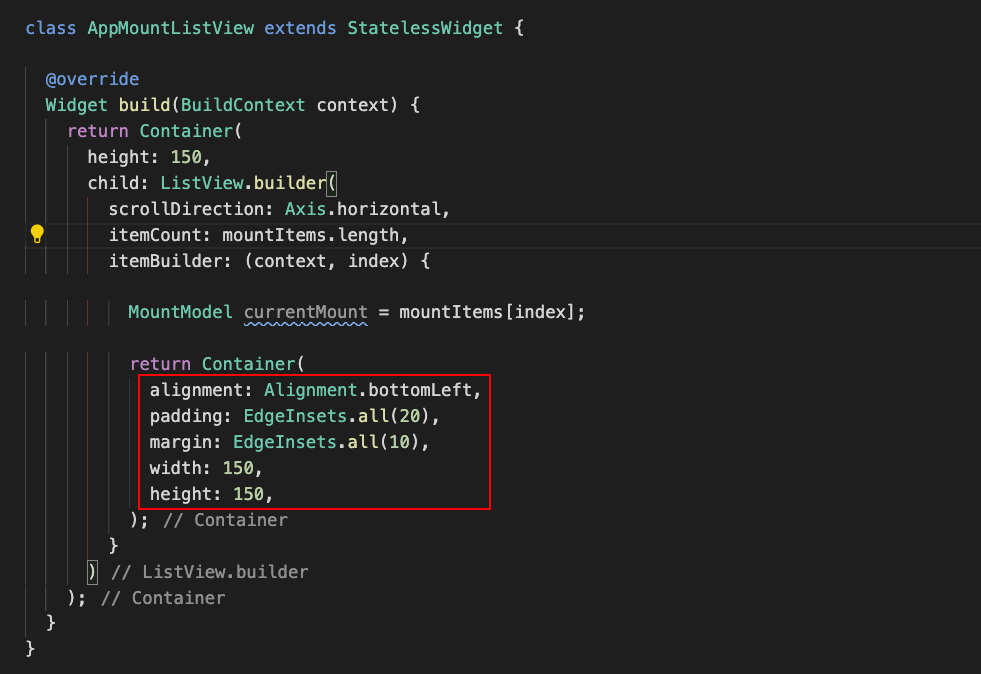 class AppMountListView extends StatelessWidget {
@override
Widget build(BuildContext context) {
return Container(
height: 150,
child: ListView.builder(
scrollDirection: Axis.horizontal,
itemCount: mountItems.length,
itemBuilder: (context, index) {
MountModel currentMount = mountItems[index];
return Container(
alignment: Alignment.bottomLeft,
padding: EdgeInsets.all(20),
margin: EdgeInsets.all(10),
width: 150,
height: 150,
); // Container
}
) // ListView.builder
); // Container
}
}